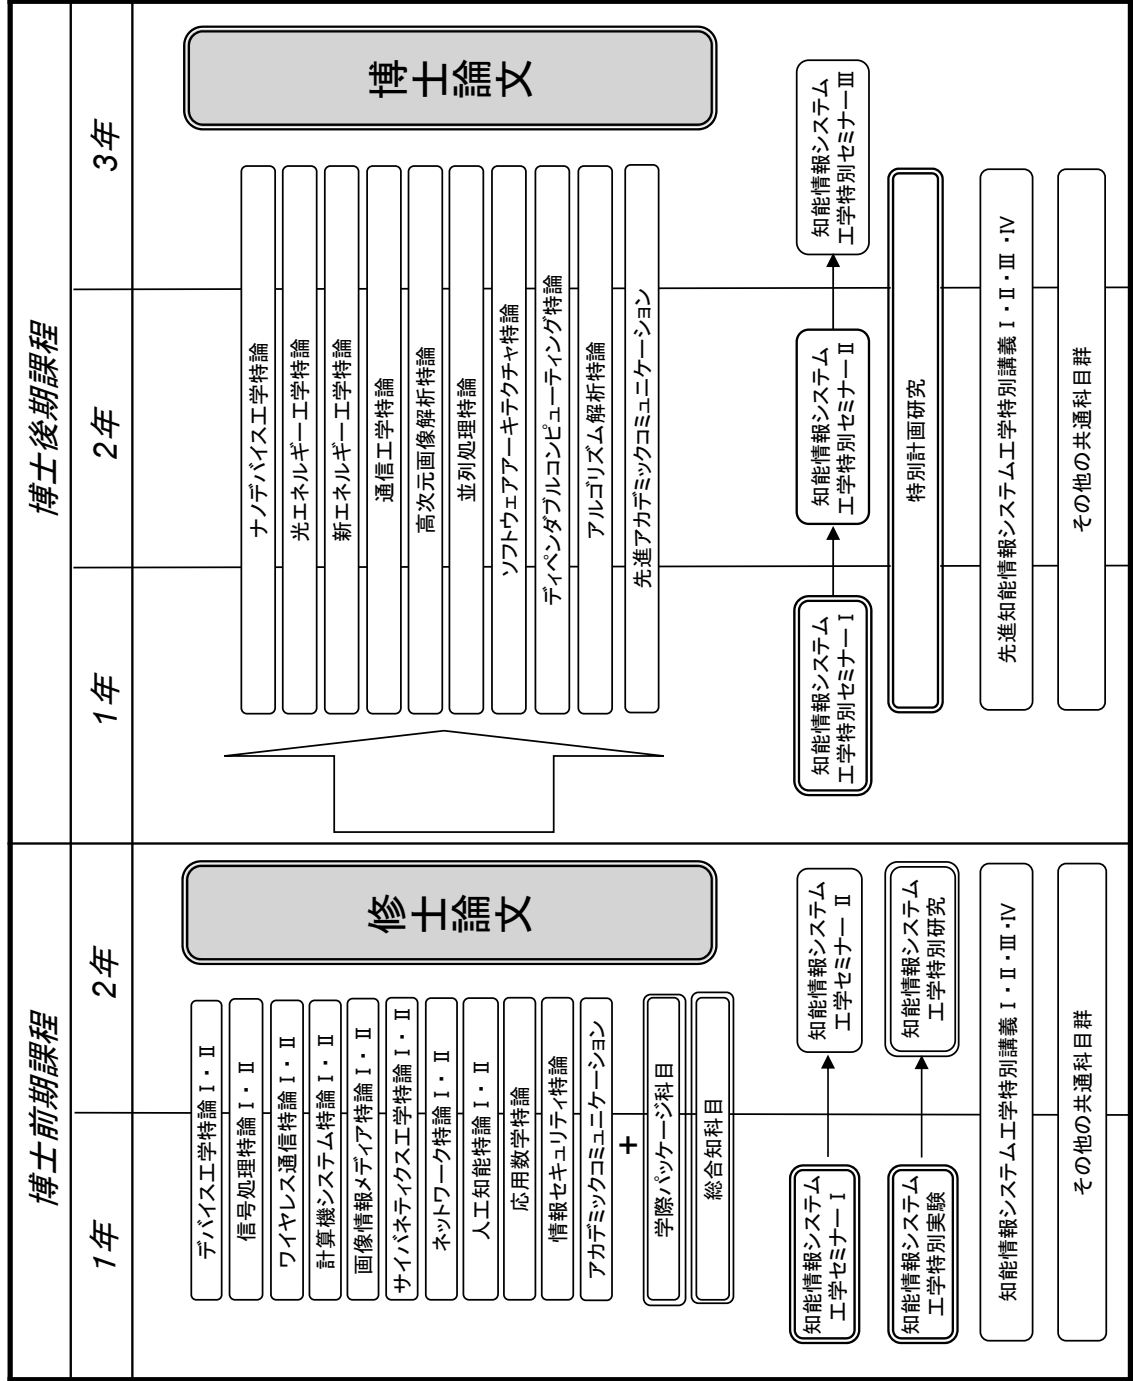 博士前期課程
1年
2年
デバイス工学特論Ⅰ・Ⅱ
信号処理特論Ⅰ・Ⅱ
ワイヤレス通信特論Ⅰ・Ⅱ
計算機システム特論Ⅰ・Ⅱ
画像情報メディア特論Ⅰ・Ⅱ
サイバネティクス工学特論Ⅰ・Ⅱ
ネットワーク特論Ⅰ・Ⅱ
人工知能特論Ⅰ・Ⅱ
応用数学特論
情報セキュリティ特論
アカデミックコミュニケーション
+
学際パッケージ科目
総合知科目
修士論文
知能情報システム
工学セミナーⅠ
知能情報システム
工学セミナー Ⅱ
知能情報システム
工学特別実験
知能情報システム
工学特別研究
知能情報システム工学特別講義Ⅰ・Ⅱ・Ⅲ・Ⅳ
その他の共通科目群
博士後期課程
1年
2年
3年
ナノデバイス工学特論
光エネルギー工学特論
新エネルギー工学特論
通信工学特論
高次元画像解析特論
並列処理特論
ソフトウェアアーキテクチャ特論
ディペンダブルコンピューティング特論
アルゴリズム解析特論
先進アカデミックコミュニケーション
博士論文
知能情報システム
工学特別セミナーⅠ
知能情報システム
工学特別セミナーⅡ
知能情報システム
工学特別セミナーⅢ
特別計画研究
先進知能情報システム工学特別講義Ⅰ・Ⅱ・Ⅲ・Ⅳ
その他の共通科目群